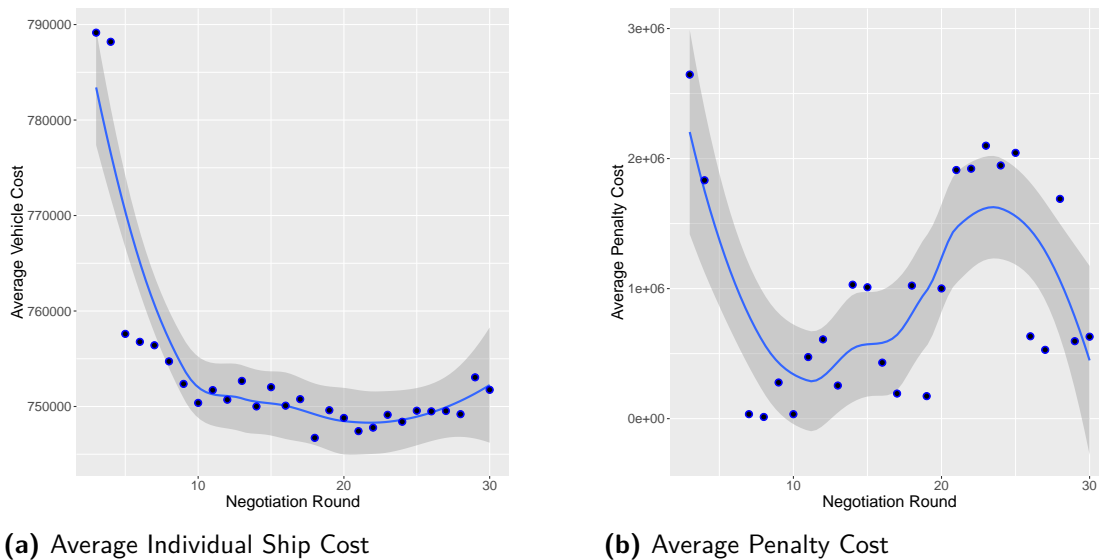 790000
780000
770000
760000
750000
Average Vehicle Cost
10
20
30
Negotiation Round
(a) Average Individual Ship Cost
3e+06
2e+06
1e+06
0e+00
Average Penalty Cost
10
20
30
Negotiation Round
(b) Average Penalty Cost